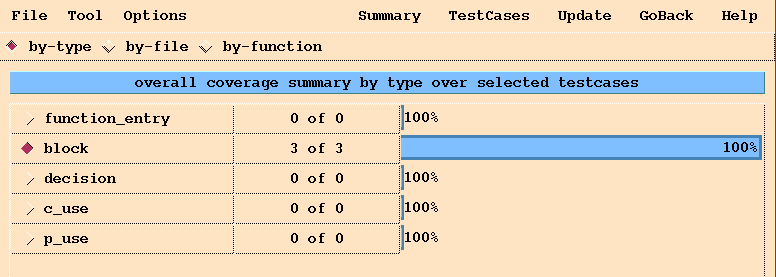 File Tool Options Summary TestCases Update GoBack Help
by-type by-file by-function
overall coverage summary by type over selected testcases
function_entry 0 of 0 100%
block 3 of 3 100%
decision 0 of 0 100%
c_use 0 of 0 100%
p_use 0 of 0 100%